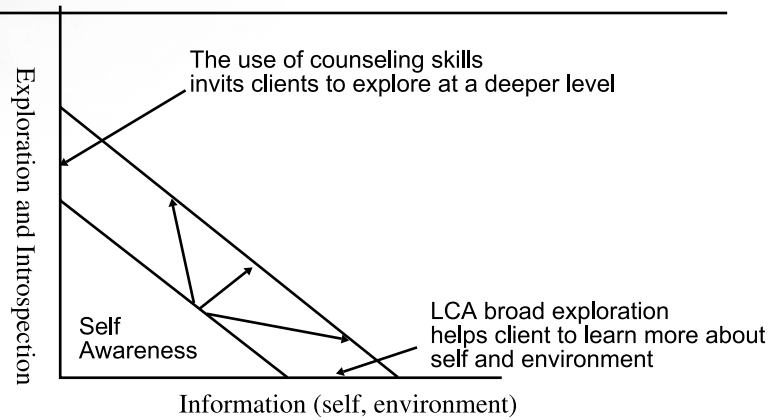 The use of counseling skills
invits clients to explore at a deeper level
Exploration and Introspection
Self
Awareness
LCA broad exploration
helps client to learn more about
self and environment
Information (self, environment)